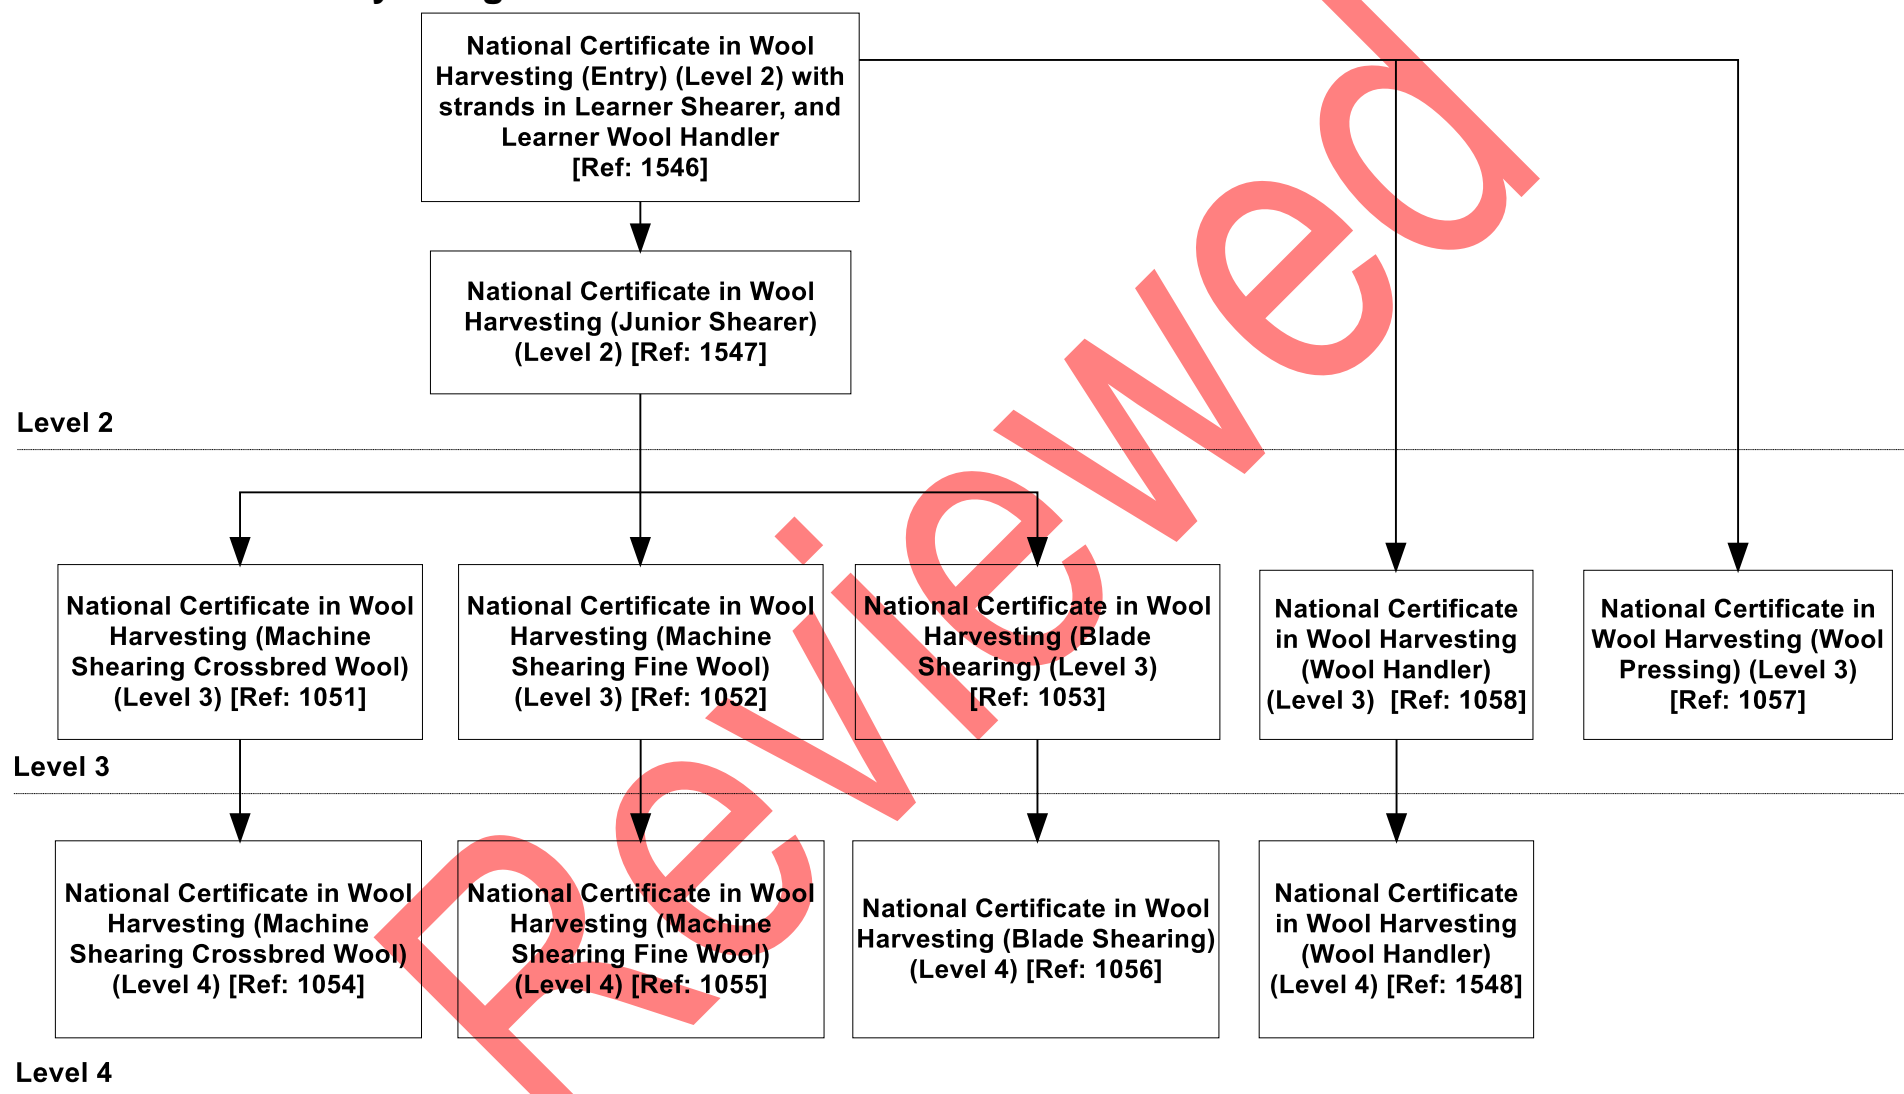 National Certificate in Wool
Harvesting (Entry) (Level 2) with
strands in Learner Shearer, and
Learner Wool Handler
[Ref: 1546]
National Certificate in Wool
Harvesting (Junior Shearer)
(Level 2) [Ref: 1547]
Level 2
National Certificate in Wool
Harvesting (Machine
Shearing Crossbred Wool)
(Level 3) [Ref: 1051]
National Certificate in Wool
Harvesting (Machine
Shearing Fine Wool)
(Level 3) [Ref: 1052]
National Certificate in Wool
Harvesting (Blade
Shearing) (Level 3)
[Ref: 1053]
National Certificate
in Wool Harvesting
(Wool Handler)
(Level 3)  [Ref: 1058]
National Certificate in
Wool Harvesting (Wool
Pressing) (Level 3)
[Ref: 1057]
Level 3
National Certificate in Wool
Harvesting (Machine
Shearing Crossbred Wool)
(Level 4) [Ref: 1054]
National Certificate in Wool
Harvesting (Machine
Shearing Fine Wool)
(Level 4) [Ref: 1055]
National Certificate in Wool
Harvesting (Blade Shearing)
(Level 4) [Ref: 1056]
National Certificate
in Wool Harvesting
(Wool Handler)
(Level 4) [Ref: 1548]
Level 4
Reviewed